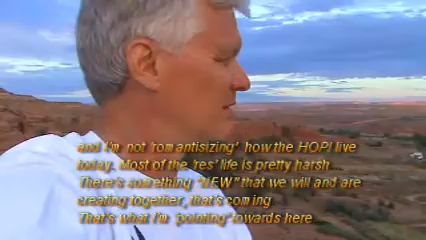 and I'm not 'romantisizing' how the HOPI live
today. Most of the 'res' life is pretty harsh.
There's something "NEW" that we will and are
creating together, that's coming
That's what I'm 'pointing' towards here